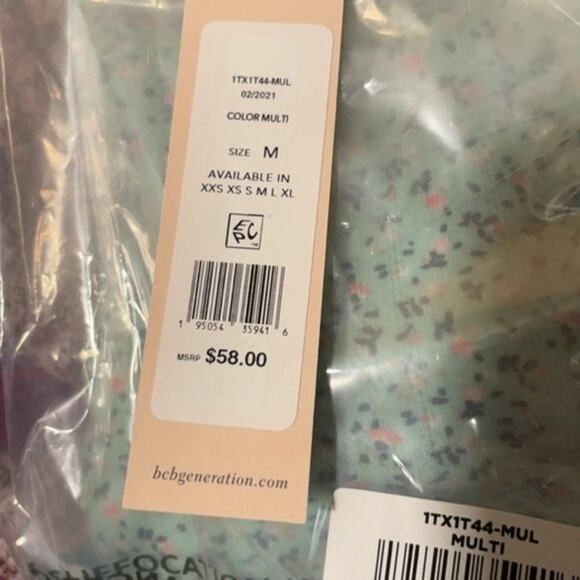 1TX1T44-MUL
02/2021
COLOR MULTI
SIZE M
AVAILABLE IN
XXS XS S M L XL
EPC
1 95054 35941 6
MSRP $58.00
bcbgeneration.com
1TX1T44-MUL
MULTI